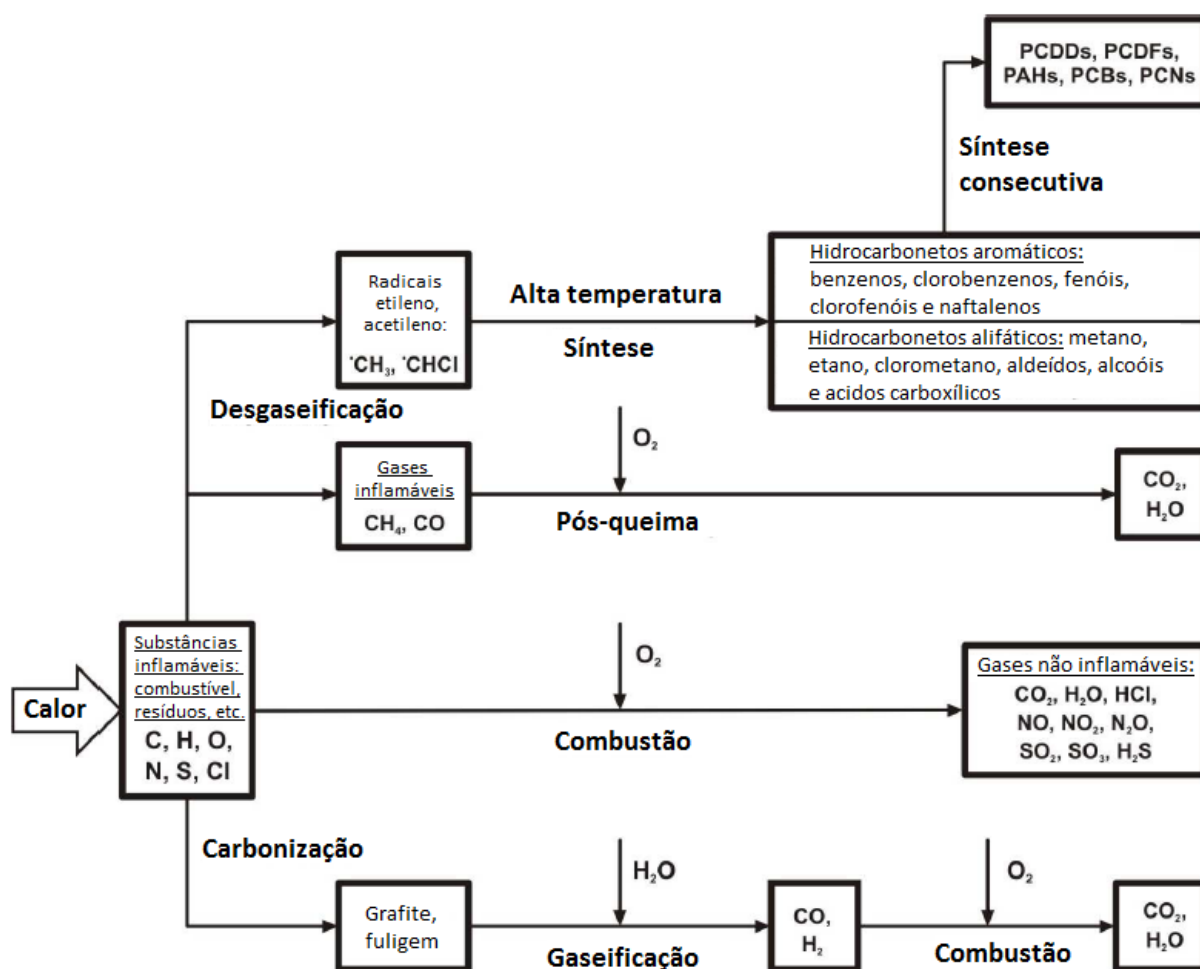 PCDDs, PCDFs,
PAHs, PCBs, PCNs
Síntese
consecutiva
Radicais
etileno,
acetileno:
˙CH₃, ˙CHCl
Alta temperatura
Síntese
Hidrocarbonetos aromáticos:
benzenos, clorobenzenos, fenóis,
clorofenóis e naftalenos
Hidrocarbonetos alifáticos: metano,
etano, clorometano, aldeídos, alcoóis
e acidos carboxílicos
Desgaseificação
O₂
Gases
inflamáveis
CH₄, CO
Pós-queima
CO₂,
H₂O
Calor
Substâncias
inflamáveis:
combustível,
resíduos, etc.
C, H, O,
N, S, Cl
O₂
Combustão
Gases não inflamáveis:
CO₂, H₂O, HCl,
NO, NO₂, N₂O,
SO₂, SO₃, H₂S
Carbonização
Grafite,
fuligem
H₂O
Gaseificação
CO,
H₂
O₂
Combustão
CO₂,
H₂O